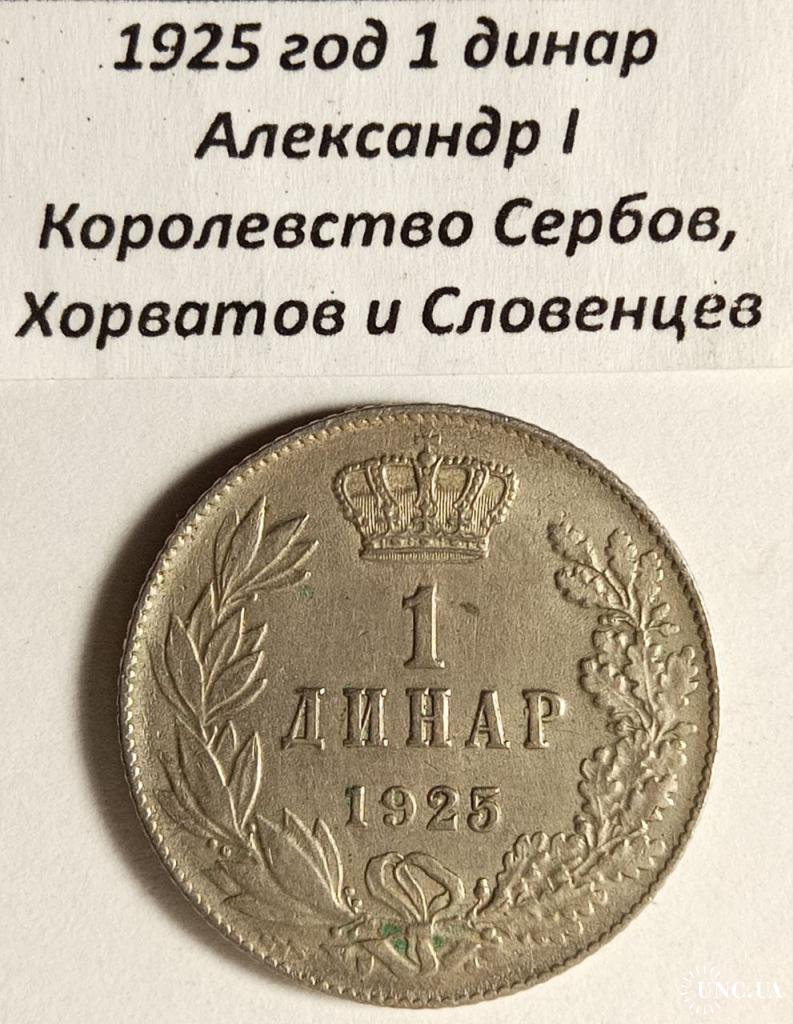 1925 год 1 динар
Александр I
Королевство Сербов,
Хорватов и Словенцев
1
ДИНАР
1925
UNC.UA